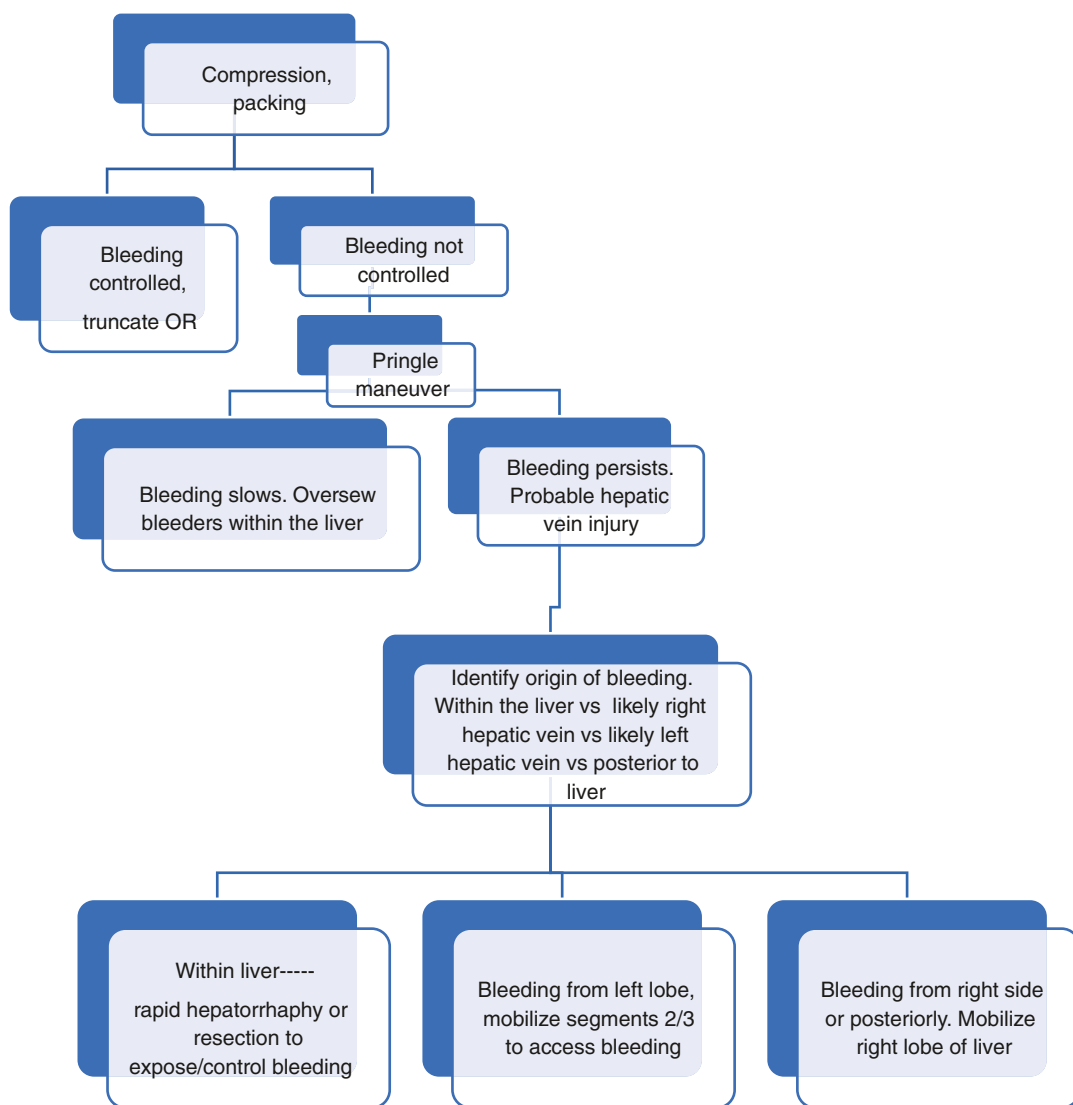 Compression,
packing
Bleeding
controlled,
truncate OR
Bleeding not
controlled
Pringle
maneuver
Bleeding slows. Oversew
bleeders within the liver
Bleeding persists.
Probable hepatic
vein injury
Identify origin of bleeding.
Within the liver vs likely right
hepatic vein vs likely left
hepatic vein vs posterior to
liver
Within liver-----
rapid hepatorrhaphy or
resection to
expose/control bleeding
Bleeding from left lobe,
mobilize segments 2/3
to access bleeding
Bleeding from right side
or posteriorly. Mobilize
right lobe of liver